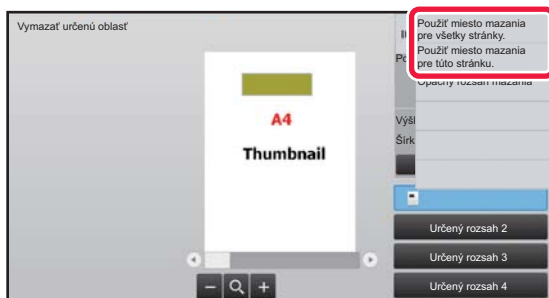 Vymazať určenú oblasť
A4
Thumbnail
Použiť miesto mazania
pre všetky stránky.
Použiť miesto mazania
pre túto stránku.
Opačný rozsah mazania
Určený rozsah 2
Určený rozsah 3
Určený rozsah 4